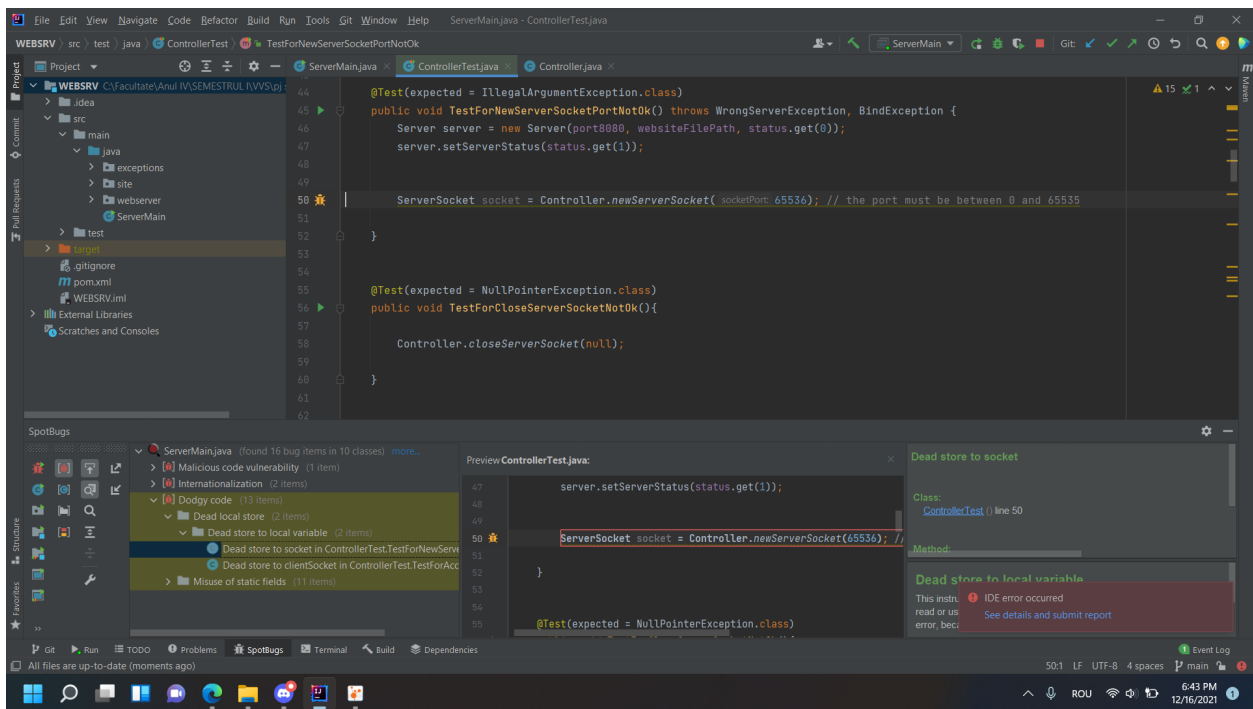 File Edit View Navigate Code Refactor Build Run Tools Git Window Help ServerMain.java - ControllerTest.java
WEBSRV src test java ControllerTest TestForNewServerSocketPortNotOk ServerMain Git:
Project ServerMain.java ControllerTest.java Controller.java
Project
Commit
Pull Requests
Structure
Favorites
Maven
WEBSRV C:\Facultate\Anul IV\SEMESTRUL I\VVS\pj
.idea
src
main
java
exceptions
site
webserver
ServerMain
test
target
.gitignore
pom.xml
WEBSRV.iml
External Libraries
Scratches and Consoles
15 1
44 @Test(expected = IllegalArgumentException.class)
45 public void TestForNewServerSocketPortNotOk() throws WrongServerException, BindException {
46 Server server = new Server(port8080, websiteFilePath, status.get(0));
47 server.setServerStatus(status.get(1));
48
49
50 ServerSocket socket = Controller.newServerSocket( socketPort: 65536); // the port must be between 0 and 65535
51
52 }
53
54
55 @Test(expected = NullPointerException.class)
56 public void TestForCloseServerSocketNotOk(){
57
58 Controller.closeServerSocket(null);
59
60 }
61
62
SpotBugs
ServerMain.java (found 16 bug items in 10 classes) more...
Malicious code vulnerability (1 item)
Internationalization (2 items)
Dodgy code (13 items)
Dead local store (2 items)
Dead store to local variable (2 items)
Dead store to socket in ControllerTest.TestForNewServe
Dead store to clientSocket in ControllerTest.TestForAcc
Misuse of static fields (11 items)
Preview ControllerTest.java:
47 server.setServerStatus(status.get(1));
48
49
50 ServerSocket socket = Controller.newServerSocket(65536); //
51
52 }
53
54
55 @Test(expected = NullPointerException.class)
Dead store to socket
Class:
ControllerTest () line 50
Method:
Dead store to local variable
This instru
read or us
error, beca
IDE error occurred
See details and submit report
Git Run TODO Problems SpotBugs Terminal Build Dependencies 1 Event Log
All files are up-to-date (moments ago) 50:1 LF UTF-8 4 spaces main
ROU 6:43 PM
12/16/2021 1